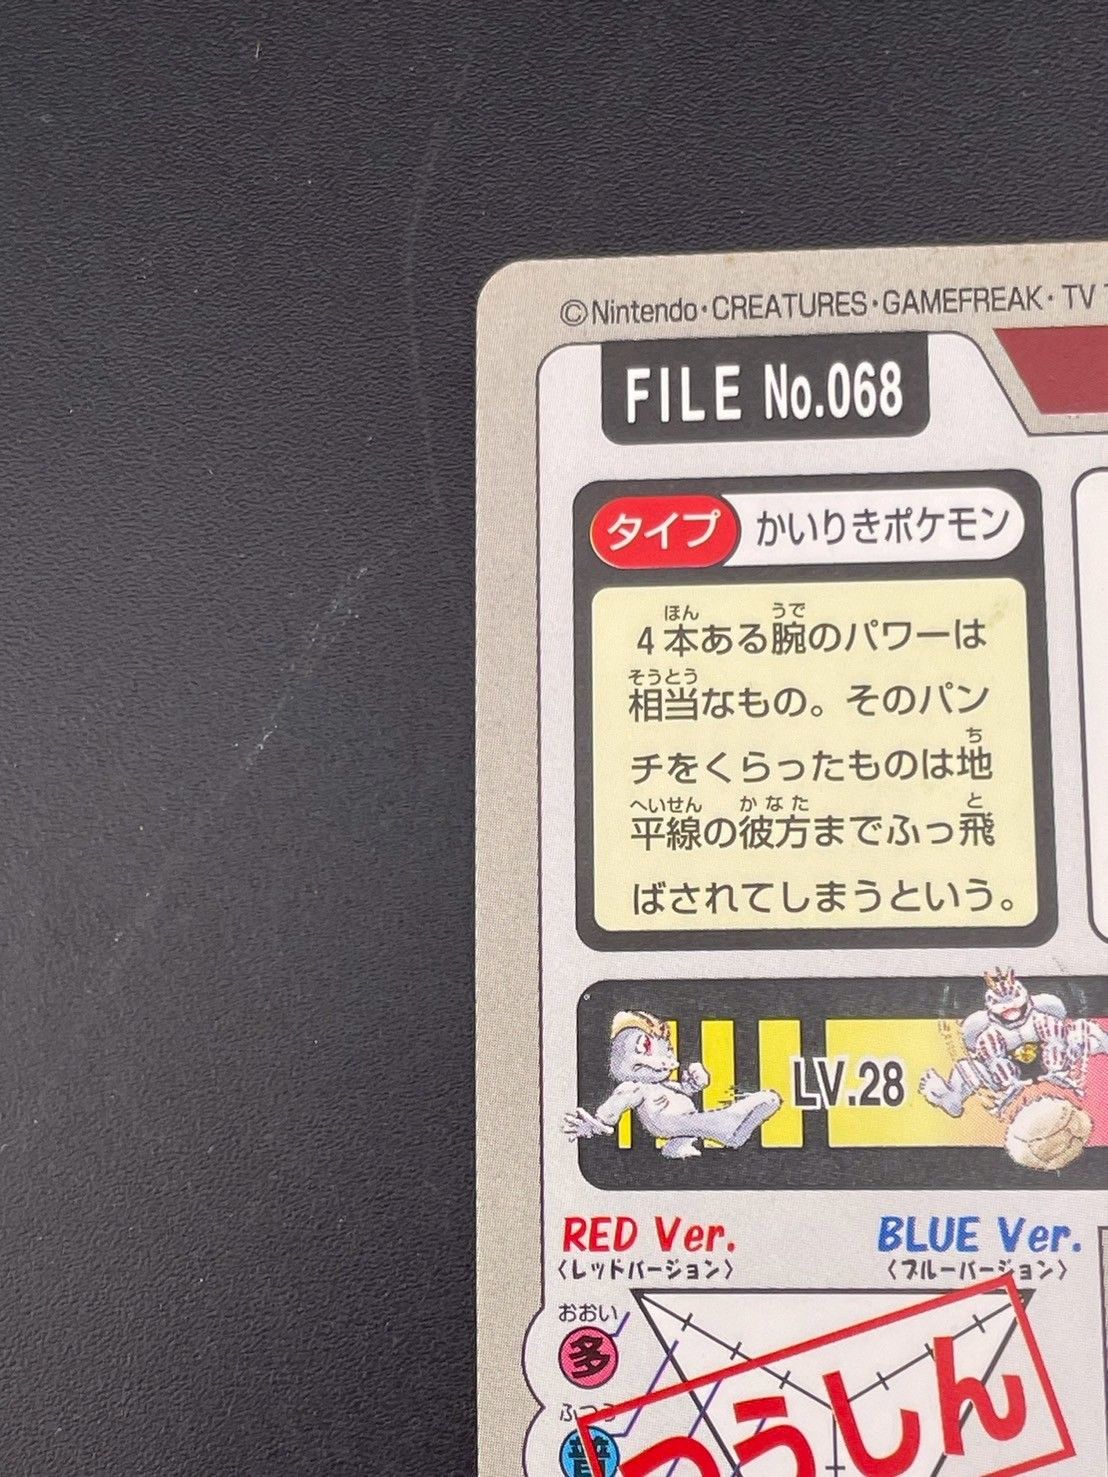 ©Nintendo・CREATURES・GAMEFREAK・TV
FILE No.068
タイプ かいりきポケモン
4本ある腕のパワーは
ほん うで
相当なもの。そのパン
そうとう
チをくらったものは地
ち
平線の彼方までふっ飛
へいせん かなた と
ばされてしまうという。
LV.28
RED Ver. BLUE Ver.
〈レッドバージョン〉 〈ブルーバージョン〉
おおい
多
ふつう
普
つうしん